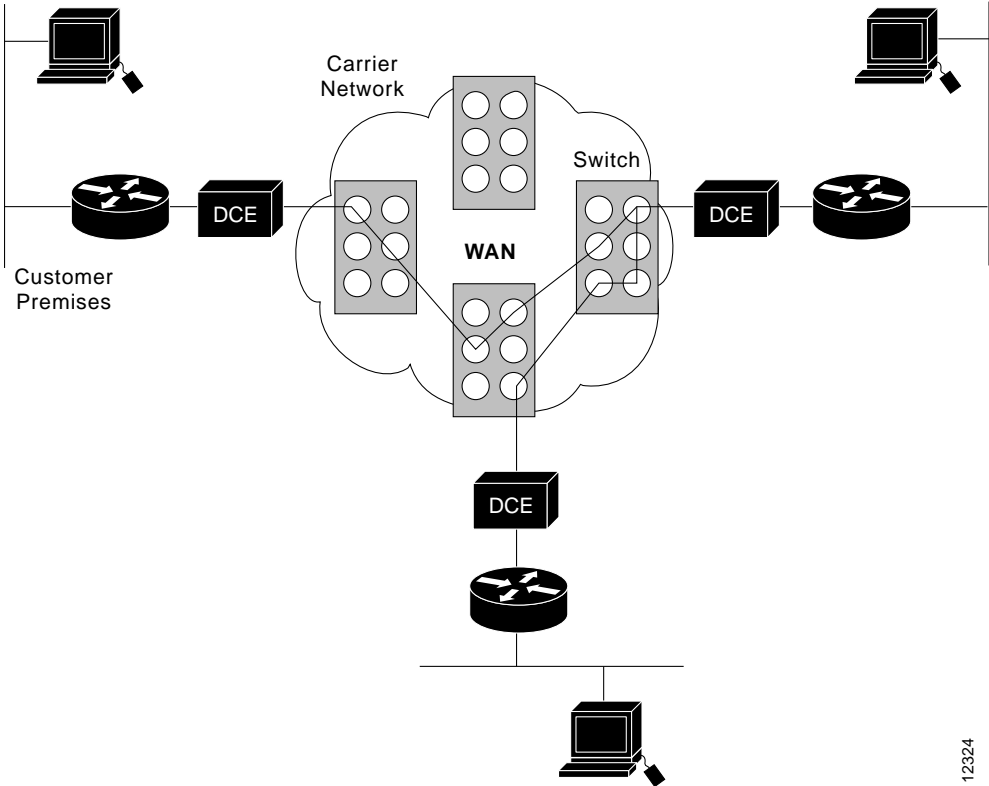 Carrier
Network
Switch
DCE
DCE
WAN
Customer
Premises
DCE
12324